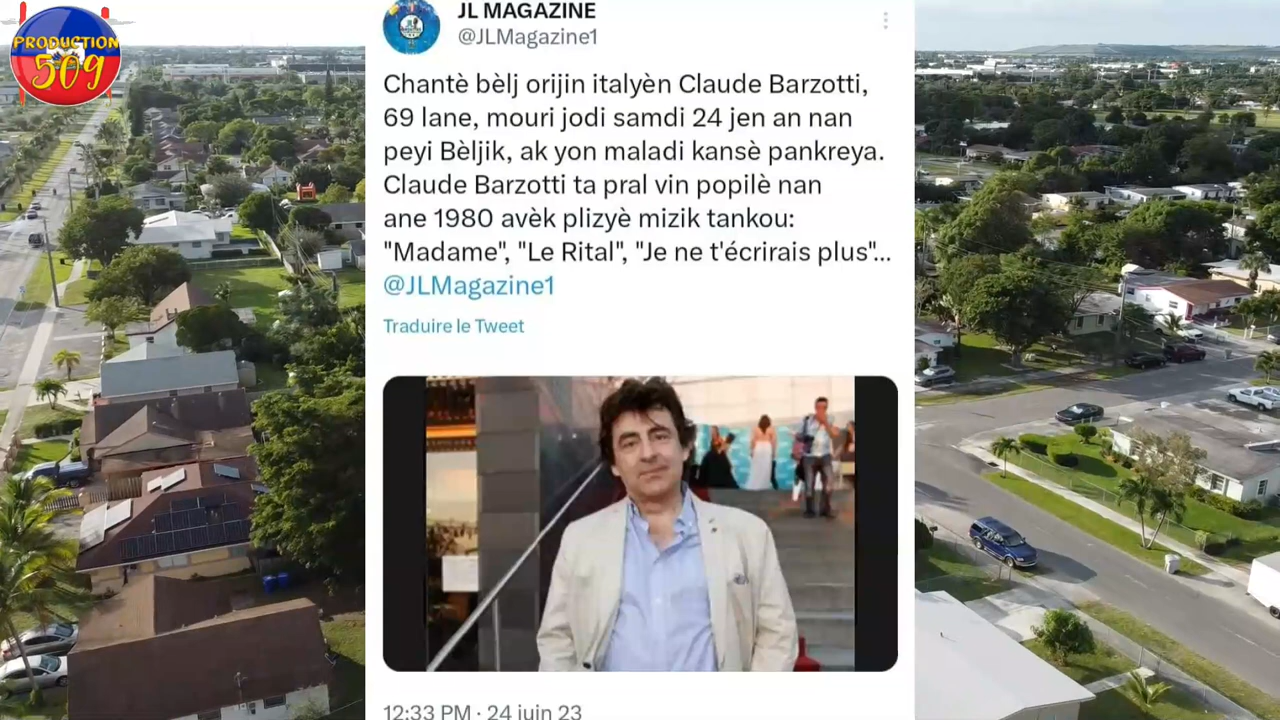 PRODUCTION
509
JL MAGAZINE
@JLMagazine1
Chantè bèlj orijin italyèn Claude Barzotti,
69 lane, mouri jodi samdi 24 jen an nan
peyi Bèljik, ak yon maladi kansè pankreya.
Claude Barzotti ta pral vin popilè nan
ane 1980 avèk plizyè mizik tankou:
"Madame", "Le Rital", "Je ne t'écrirais plus"...
@JLMagazine1
Traduire le Tweet
12:33 PM · 24 juin 23